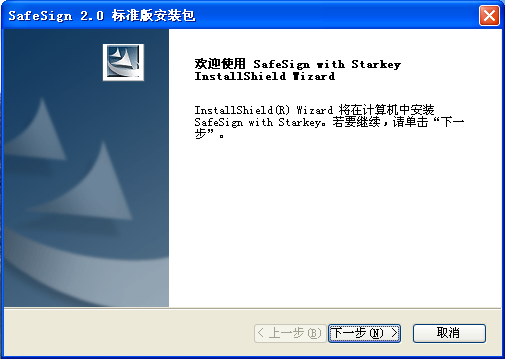 SafeSign 2.0 标准版安装包
欢迎使用 SafeSign with Starkey
InstallShield Wizard
InstallShield(R) Wizard 将在计算机中安装
SafeSign with Starkey。若要继续，请单击“下一
步”。
< 上一步(B) 下一步(N) > 取消